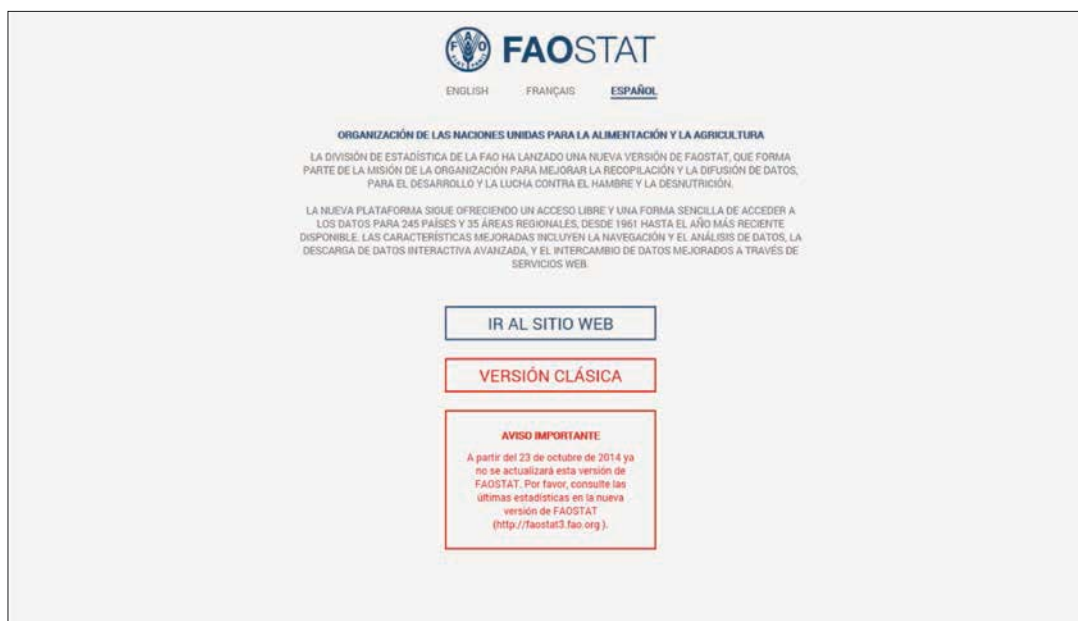 FAOSTAT
ENGLISH FRANÇAIS ESPAÑOL
ORGANIZACIÓN DE LAS NACIONES UNIDAS PARA LA ALIMENTACIÓN Y LA AGRICULTURA
LA DIVISIÓN DE ESTADÍSTICA DE LA FAO HA LANZADO UNA NUEVA VERSIÓN DE FAOSTAT, QUE FORMA
PARTE DE LA MISIÓN DE LA ORGANIZACIÓN PARA MEJORAR LA RECOPILACIÓN Y LA DIFUSIÓN DE DATOS,
PARA EL DESARROLLO Y LA LUCHA CONTRA EL HAMBRE Y LA DESNUTRICIÓN.
LA NUEVA PLATAFORMA SIGUE OFRECIENDO UN ACCESO LIBRE Y UNA FORMA SENCILLA DE ACCEDER A
LOS DATOS PARA 245 PAÍSES Y 35 ÁREAS REGIONALES, DESDE 1961 HASTA EL AÑO MÁS RECIENTE
DISPONIBLE. LAS CARACTERÍSTICAS MEJORADAS INCLUYEN LA NAVEGACIÓN Y EL ANÁLISIS DE DATOS, LA
DESCARGA DE DATOS INTERACTIVA AVANZADA, Y EL INTERCAMBIO DE DATOS MEJORADOS A TRAVÉS DE
SERVICIOS WEB.
IR AL SITIO WEB
VERSIÓN CLÁSICA
AVISO IMPORTANTE
A partir del 23 de octubre de 2014 ya
no se actualizará esta versión de
FAOSTAT. Por favor, consulte las
últimas estadísticas en la nueva
versión de FAOSTAT
(http://faostat3.fao.org ).